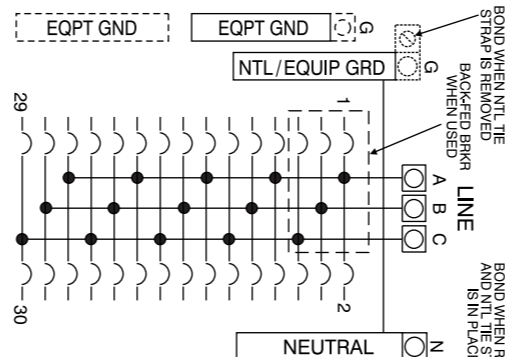 EQPT GND
EQPT GND
G
NTL/EQUIP GRD
G
BOND WHEN NTL TIE
STRAP IS REMOVED
BACK-FED BRKR
WHEN USED
29
1
A
B
C
LINE
30
2
BOND WHEN
AND NTL TIE
IS IN
NEUTRAL
N